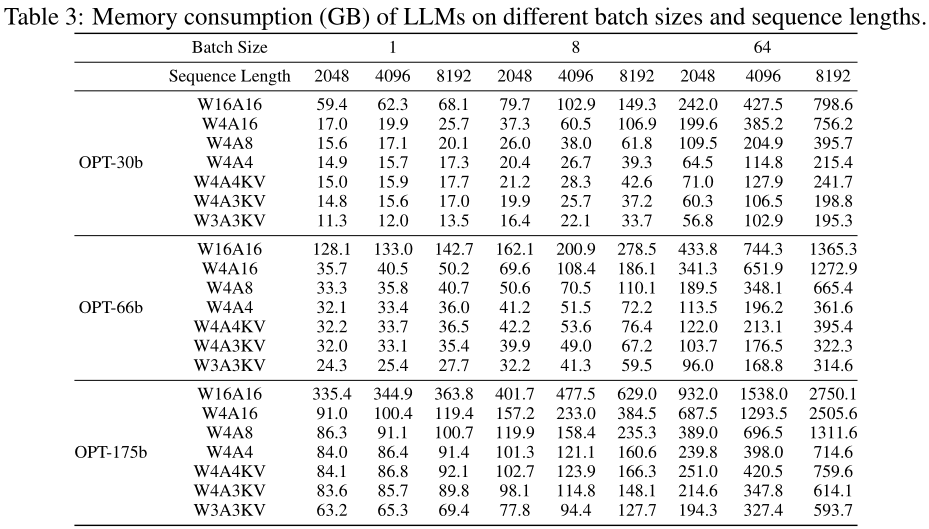 Table 3: Memory consumption (GB) of LLMs on different batch sizes and sequence lengths.
Batch Size 1 8 64
Sequence Length 2048 4096 8192 2048 4096 8192 2048 4096 8192
W16A16 59.4 62.3 68.1 79.7 102.9 149.3 242.0 427.5 798.6
W4A16 17.0 19.9 25.7 37.3 60.5 106.9 199.6 385.2 756.2
W4A8 15.6 17.1 20.1 26.0 38.0 61.8 109.5 204.9 395.7
OPT-30b W4A4 14.9 15.7 17.3 20.4 26.7 39.3 64.5 114.8 215.4
W4A4KV 15.0 15.9 17.7 21.2 28.3 42.6 71.0 127.9 241.7
W4A3KV 14.8 15.6 17.0 19.9 25.7 37.2 60.3 106.5 198.8
W3A3KV 11.3 12.0 13.5 16.4 22.1 33.7 56.8 102.9 195.3
W16A16 128.1 133.0 142.7 162.1 200.9 278.5 433.8 744.3 1365.3
W4A16 35.7 40.5 50.2 69.6 108.4 186.1 341.3 651.9 1272.9
W4A8 33.3 35.8 40.7 50.6 70.5 110.1 189.5 348.1 665.4
OPT-66b W4A4 32.1 33.4 36.0 41.2 51.5 72.2 113.5 196.2 361.6
W4A4KV 32.2 33.7 36.5 42.2 53.6 76.4 122.0 213.1 395.4
W4A3KV 32.0 33.1 35.4 39.9 49.0 67.2 103.7 176.5 322.3
W3A3KV 24.3 25.4 27.7 32.2 41.3 59.5 96.0 168.8 314.6
W16A16 335.4 344.9 363.8 401.7 477.5 629.0 932.0 1538.0 2750.1
W4A16 91.0 100.4 119.4 157.2 233.0 384.5 687.5 1293.5 2505.6
W4A8 86.3 91.1 100.7 119.9 158.4 235.3 389.0 696.5 1311.6
OPT-175b W4A4 84.0 86.4 91.4 101.3 121.1 160.6 239.8 398.0 714.6
W4A4KV 84.1 86.8 92.1 102.7 123.9 166.3 251.0 420.5 759.6
W4A3KV 83.6 85.7 89.8 98.1 114.8 148.1 214.6 347.8 614.1
W3A3KV 63.2 65.3 69.4 77.8 94.4 127.7 194.3 327.4 593.7